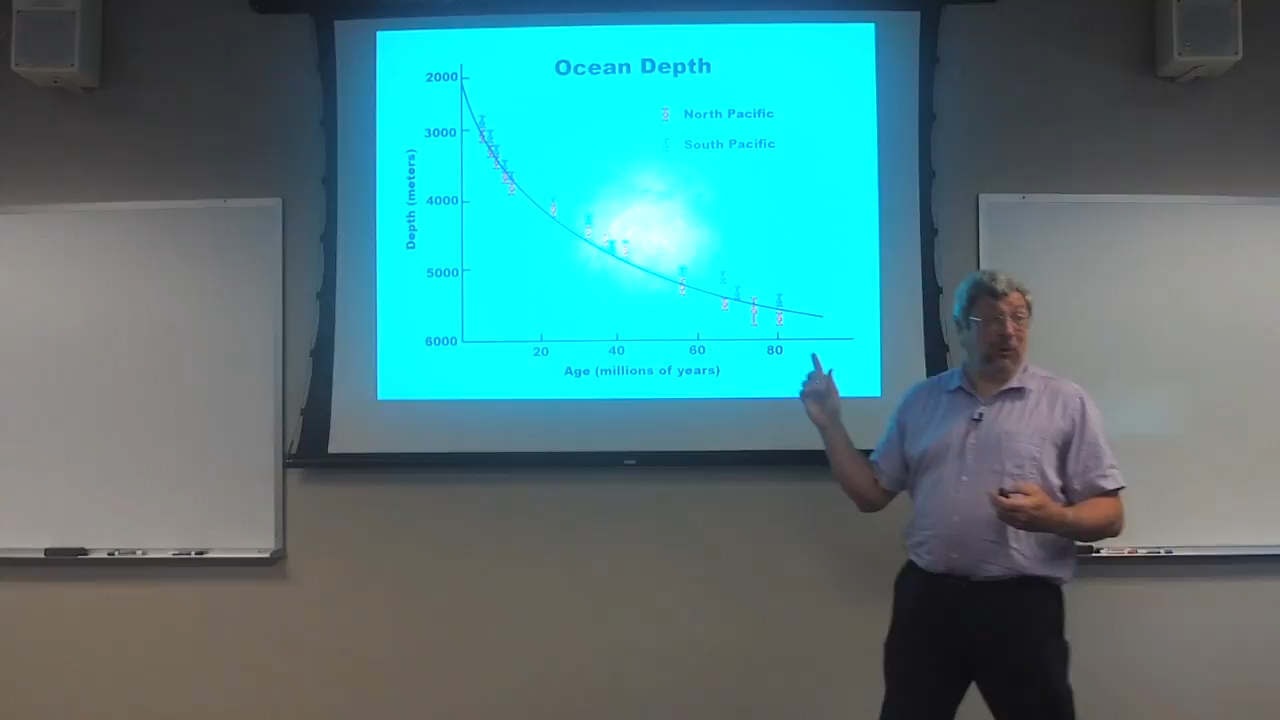 Ocean Depth
North Pacific
South Pacific
2000
3000
4000
5000
6000
Depth (meters)
20 40 60 80
Age (millions of years)